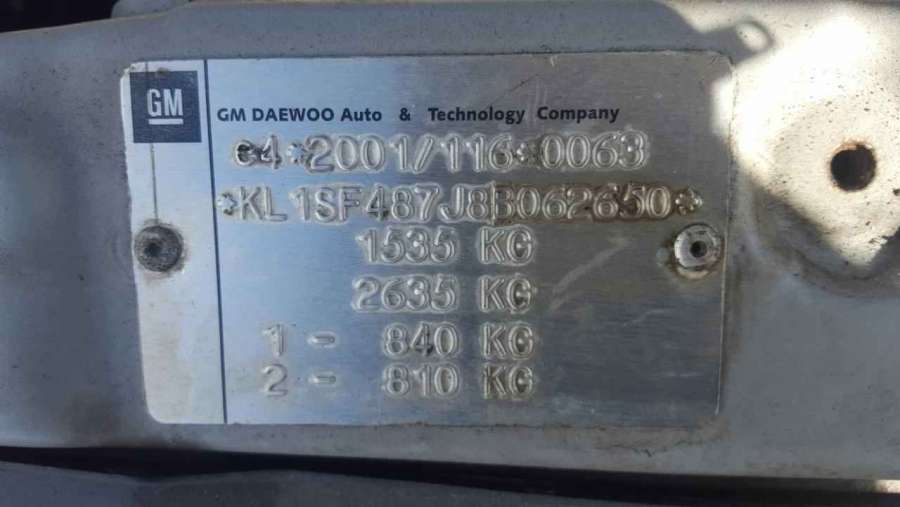 GM
GM DAEWOO Auto & Technology Company
e4*2001/116*0063
*KL1SF487J8B062650*
1535 KG
2635 KG
1 - 840 KG
2 - 810 KG